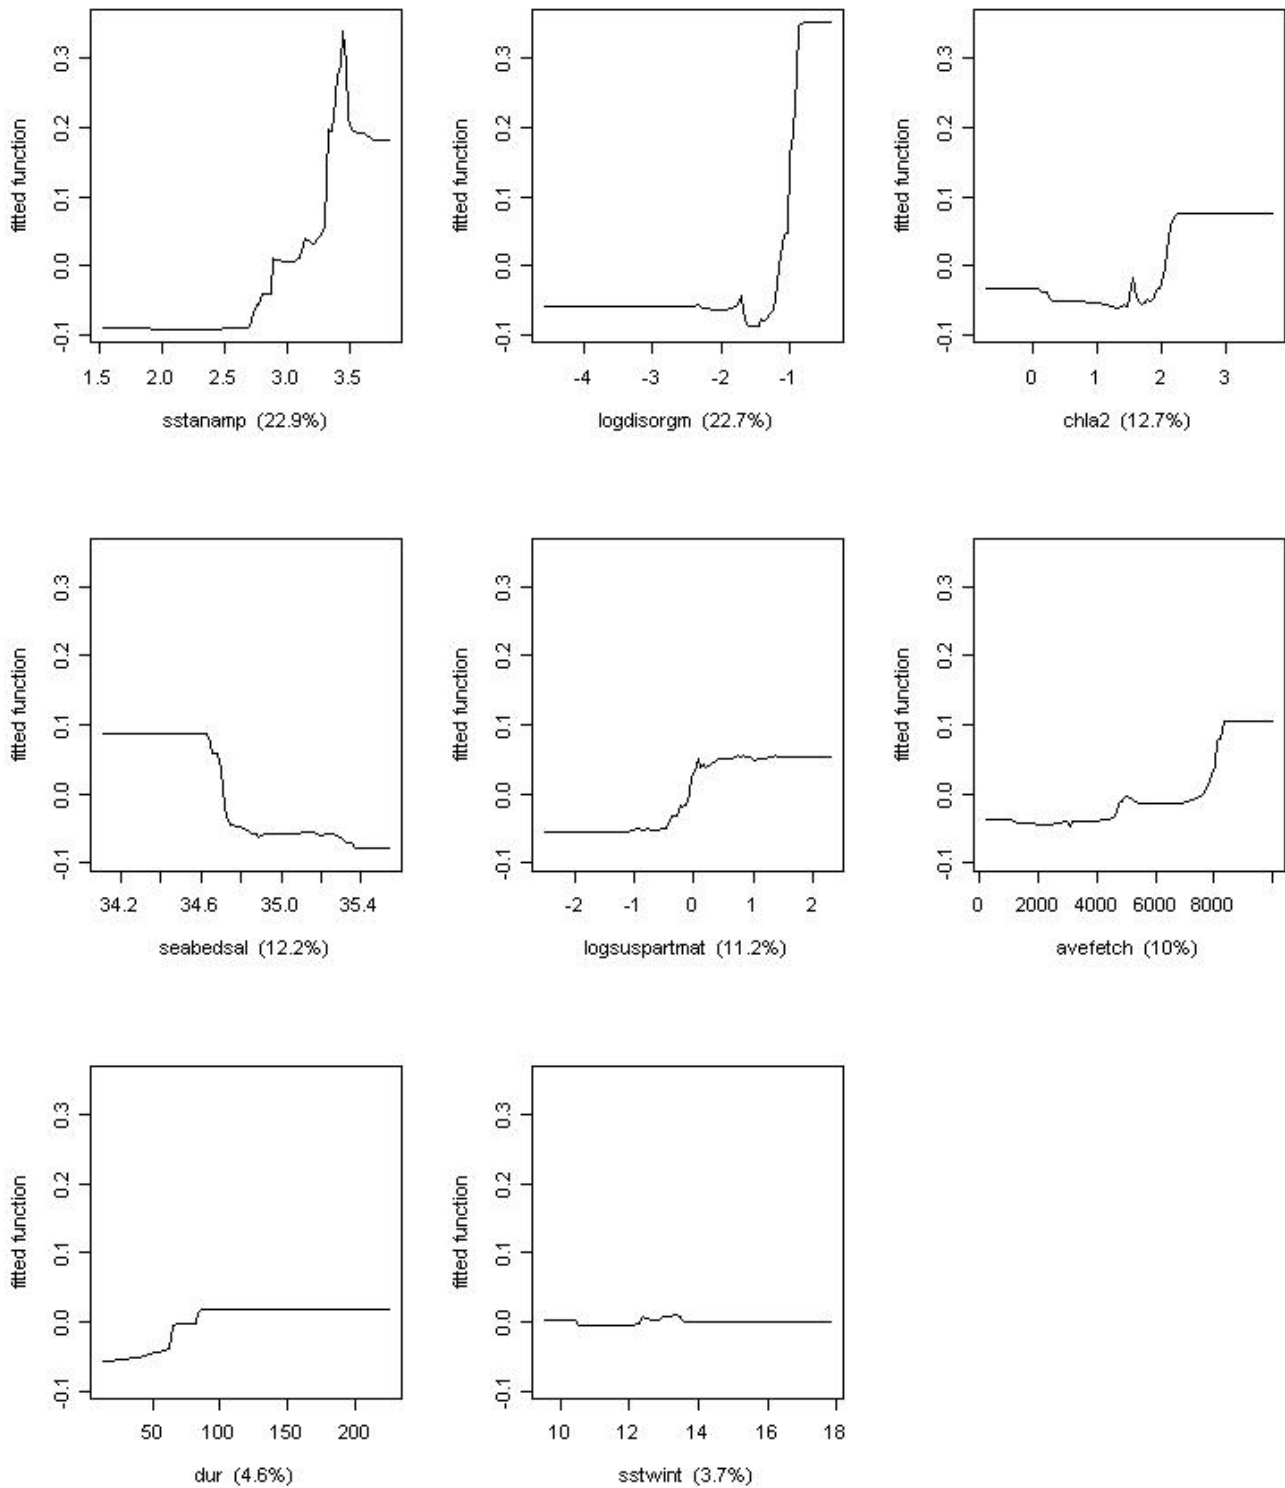 fitted function
0.3
0.2
0.1
0.0
-0.1
1.5 2.0 2.5 3.0 3.5
sstanamp (22.9%)
fitted function
0.3
0.2
0.1
0.0
-0.1
-4 -3 -2 -1
logdisorgm (22.7%)
fitted function
0.3
0.2
0.1
0.0
-0.1
0 1 2 3
chla2 (12.7%)
fitted function
0.3
0.2
0.1
0.0
-0.1
34.2 34.6 35.0 35.4
seabedsal (12.2%)
fitted function
0.3
0.2
0.1
0.0
-0.1
-2 -1 0 1 2
logsuspartmat (11.2%)
fitted function
0.3
0.2
0.1
0.0
-0.1
0 2000 4000 6000 8000
avefetch (10%)
fitted function
0.3
0.2
0.1
0.0
-0.1
50 100 150 200
dur (4.6%)
fitted function
0.3
0.2
0.1
0.0
-0.1
10 12 14 16 18
sstwint (3.7%)